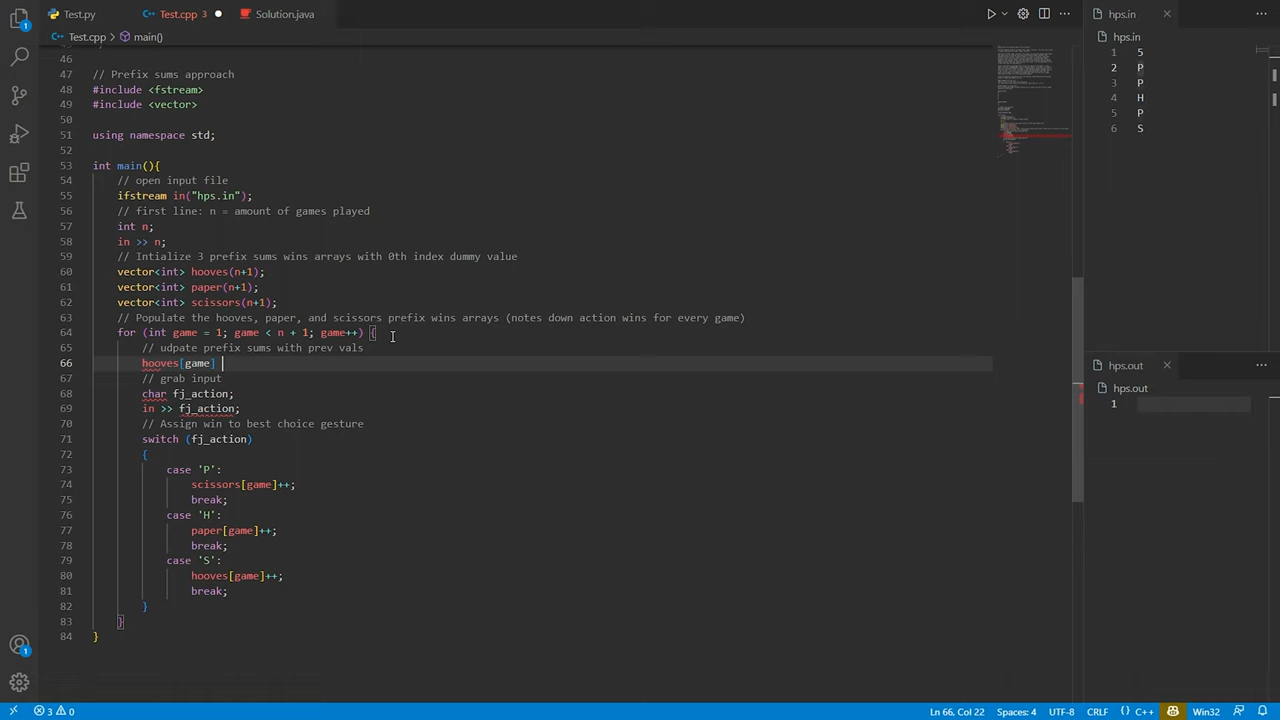 Test.py
Test.cpp 3
Solution.java
Test.cpp > main()
46
47 // Prefix sums approach
48 #include <fstream>
49 #include <vector>
50
51 using namespace std;
52
53 int main(){
54 // open input file
55 ifstream in("hps.in");
56 // first line: n = amount of games played
57 int n;
58 in >> n;
59 // Intialize 3 prefix sums wins arrays with 0th index dummy value
60 vector<int> hooves(n+1);
61 vector<int> paper(n+1);
62 vector<int> scissors(n+1);
63 // Populate the hooves, paper, and scissors prefix wins arrays (notes down action wins for every game)
64 for (int game = 1; game < n + 1; game++) {
65 // udpate prefix sums with prev vals
66 hooves[game]
67 // grab input
68 char fj_action;
69 in >> fj_action;
70 // Assign win to best choice gesture
71 switch (fj_action)
72 {
73 case 'P':
74 scissors[game]++;
75 break;
76 case 'H':
77 paper[game]++;
78 break;
79 case 'S':
80 hooves[game]++;
81 break;
82 }
83 }
84 }
hps.in
hps.in
1 5
2 P
3 P
4 H
5 P
6 S
hps.out
hps.out
1
3 0
Ln 66, Col 22
Spaces: 4
UTF-8
CRLF
{} C++
Win32